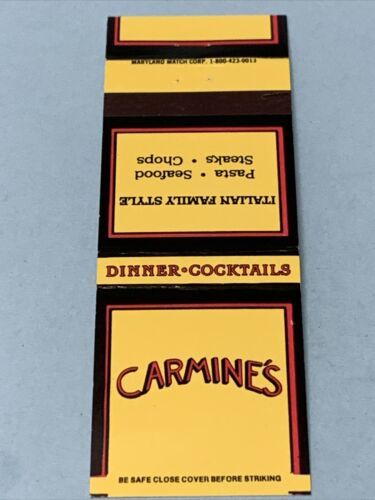 MARYLAND MATCH CORP. 1-800-423-0013
ITALIAN FAMILY STYLE
Pasta • Seafood
Steaks • Chops
DINNER•COCKTAILS
CARMINE'S
BE SAFE CLOSE COVER BEFORE STRIKING